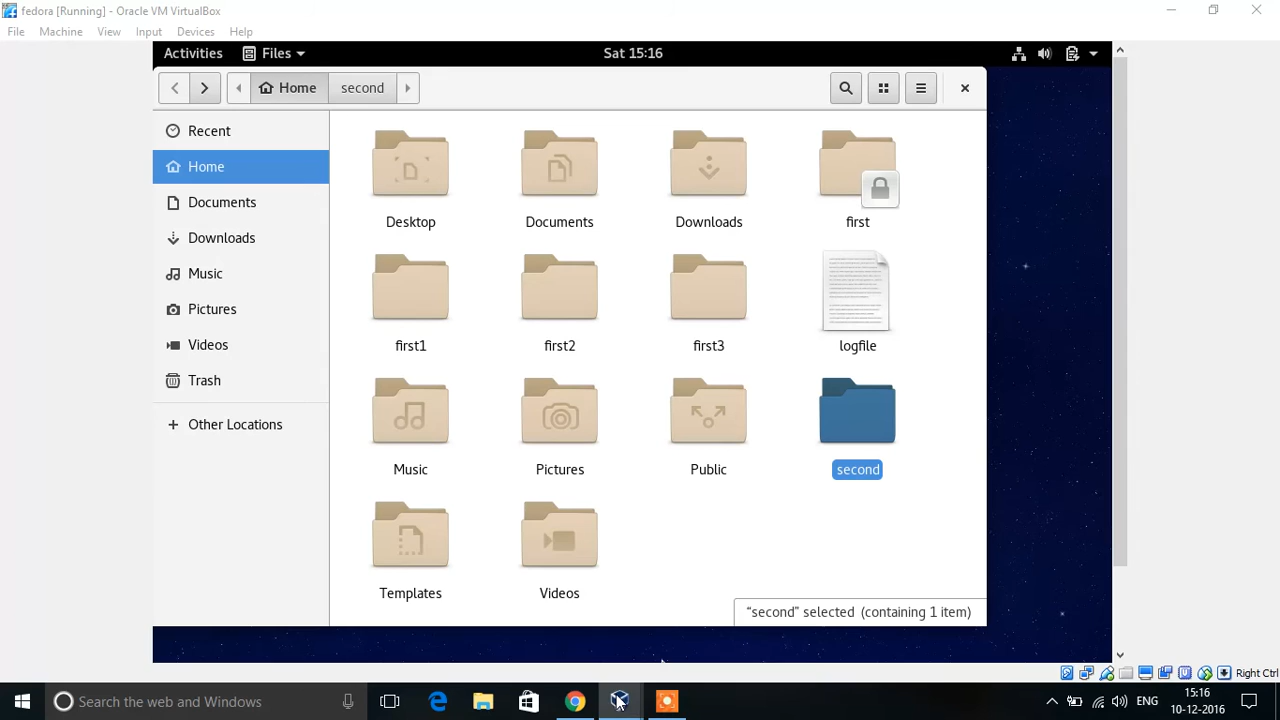 fedora [Running] - Oracle VM VirtualBox
File Machine View Input Devices Help
Activities Files Sat 15:16
Home second
Recent
Home
Documents
Downloads
Music
Pictures
Videos
Trash
Other Locations
Desktop Documents Downloads first
first1 first2 first3 logfile
Music Pictures Public second
Templates Videos
“second” selected (containing 1 item)
Right Ctrl
Search the web and Windows
ENG
15:16
10-12-2016